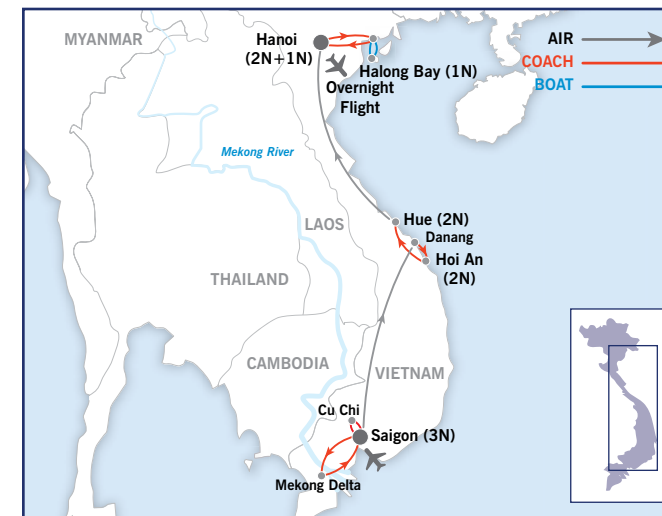 MYANMAR
Hanoi
(2N+1N)
Halong Bay (1N)
Overnight
Flight
AIR
COACH
BOAT
Mekong River
LAOS
Hue (2N)
Danang
Hoi An
(2N)
THAILAND
CAMBODIA
VIETNAM
Cu Chi
Saigon (3N)
Mekong Delta